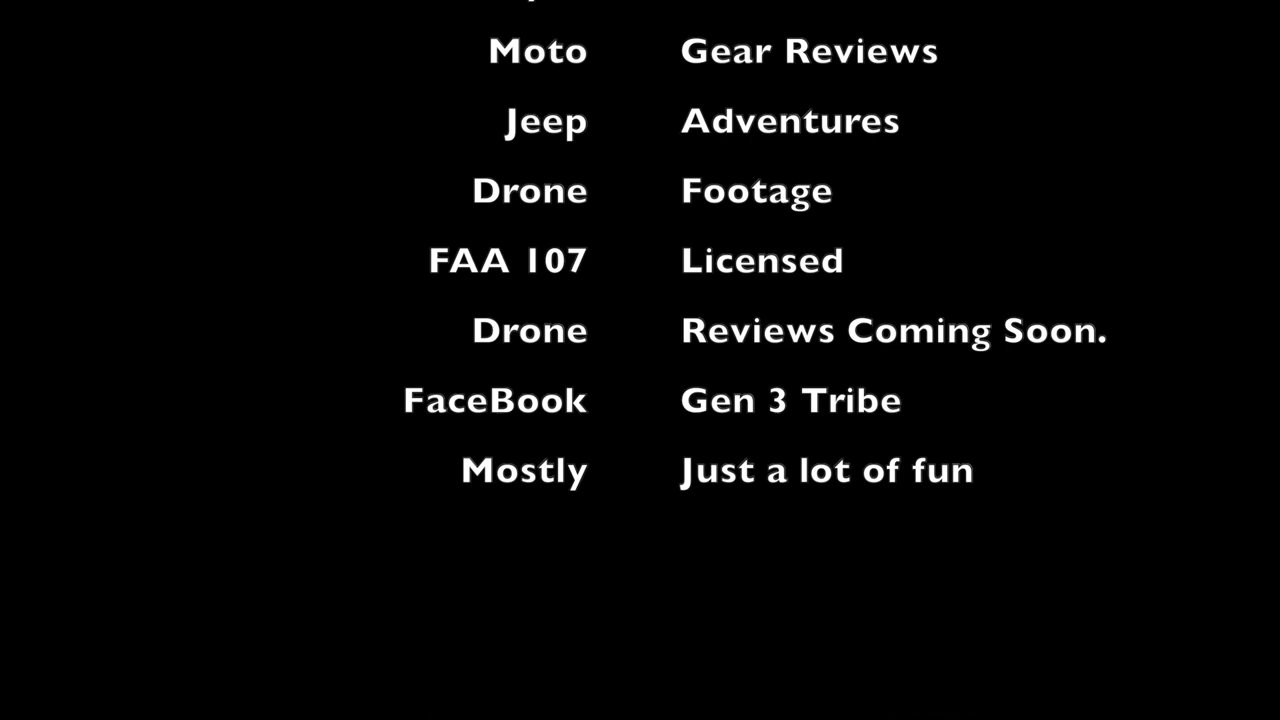 Moto Gear Reviews
Jeep Adventures
Drone Footage
FAA 107 Licensed
Drone Reviews Coming Soon.
FaceBook Gen 3 Tribe
Mostly Just a lot of fun